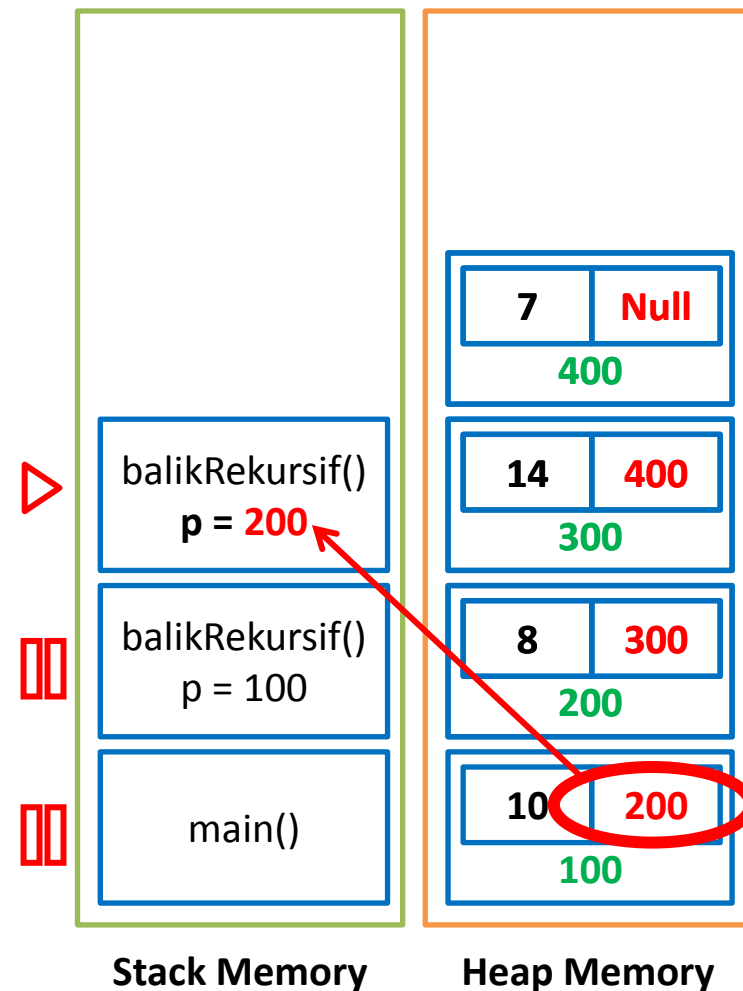 balikRekursif()
p = 200
balikRekursif()
p = 100
main()
Stack Memory
7 Null
400
14 400
300
8 300
200
10 200
100
Heap Memory